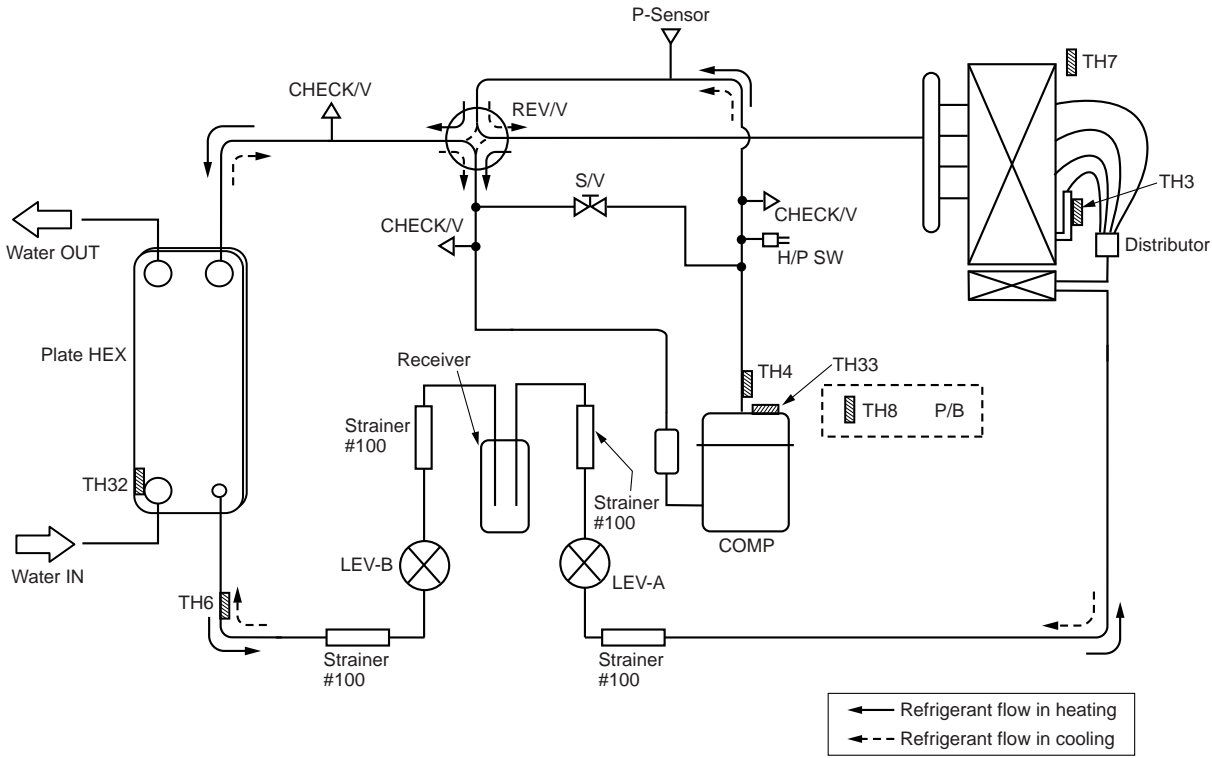 P-Sensor
TH7
CHECK/V
REV/V
TH3
S/V
CHECK/V
CHECK/V
Water OUT
H/P SW
Distributor
Plate HEX
Receiver
TH4
TH33
Strainer
#100
TH8 P/B
TH32
Strainer
#100
COMP
Water IN
LEV-B
LEV-A
TH6
Strainer
#100
Strainer
#100
Refrigerant flow in heating
Refrigerant flow in cooling